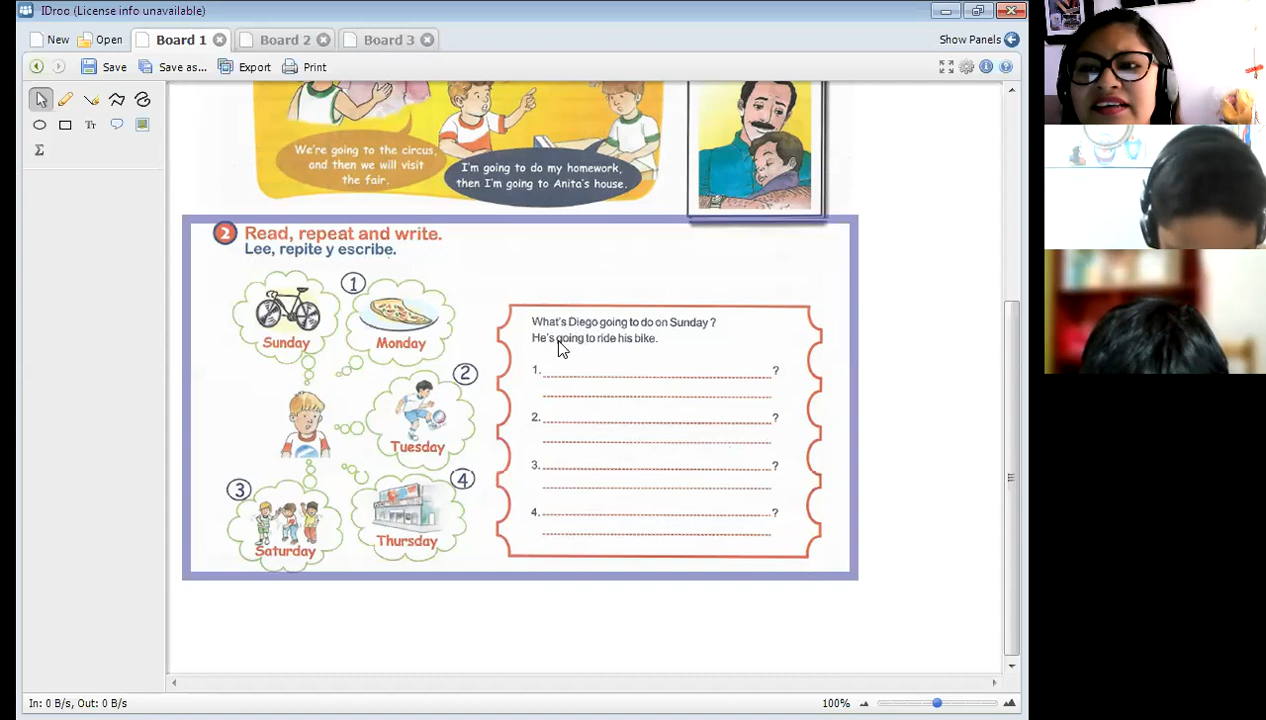 IDroo (License info unavailable)
New Open Board 1 Board 2 Board 3 Show Panels
Save Save as... Export Print
Tr
Σ
We're going to the circus,
and then we will visit
the fair.
I'm going to do my homework,
then I'm going to Anita's house.
2 Read, repeat and write.
Lee, repite y escribe.
Sunday
1
Monday
2
Tuesday
3
Saturday
4
Thursday
What's Diego going to do on Sunday ?
He's going to ride his bike.
1. ?
2. ?
3. ?
4. ?
In: 0 B/s, Out: 0 B/s
100%